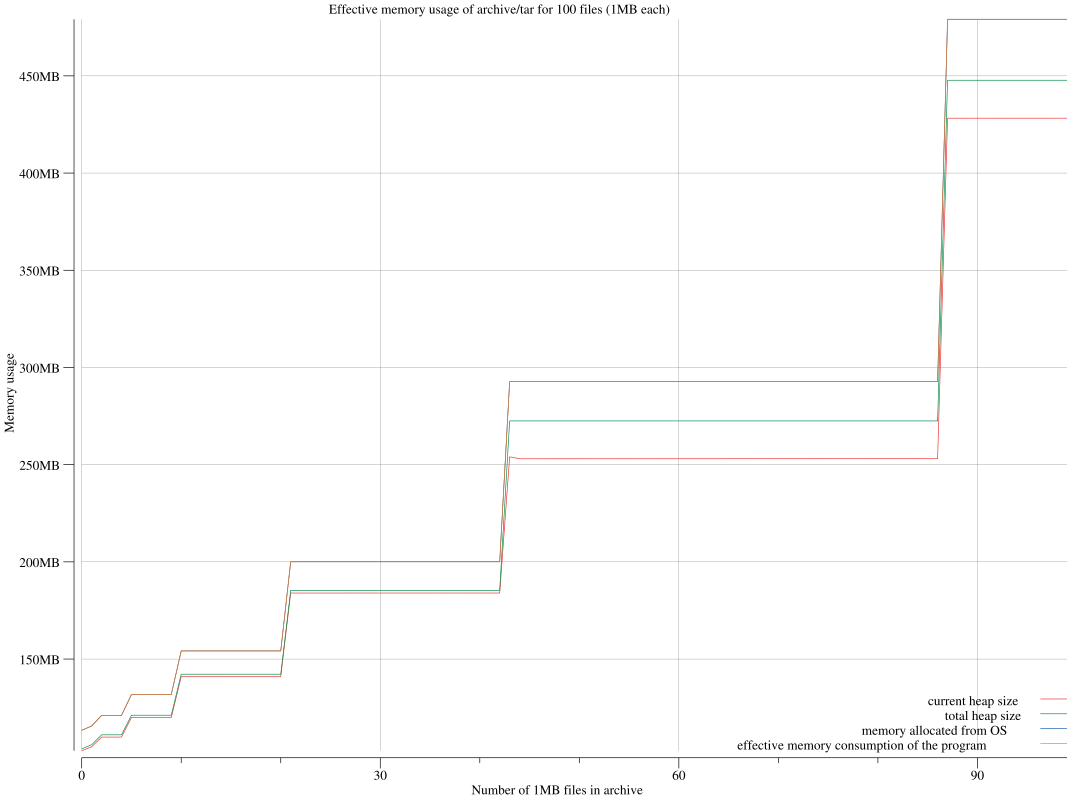 Effective memory usage of archive/tar for 100 files (1MB each)
450MB
400MB
350MB
300MB
250MB
200MB
150MB
Memory usage
current heap size
total heap size
memory allocated from OS
effective memory consumption of the program
0
30
60
90
Number of 1MB files in archive